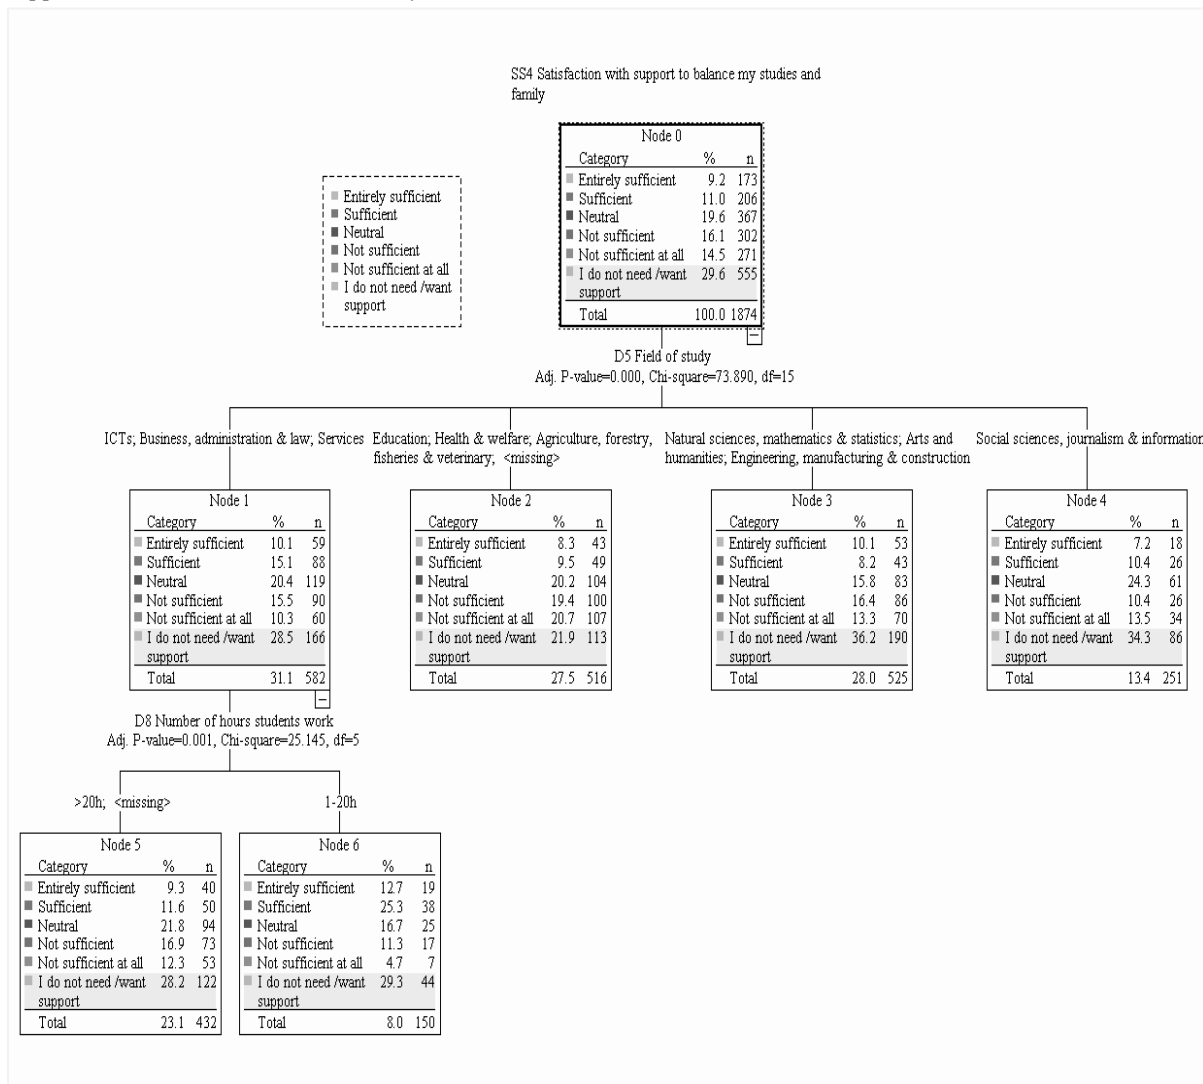 SS4 Satisfaction with support to balance my studies and
family
Node 0
Category % n
Entirely sufficient 9.2 173
Sufficient 11.0 206
Neutral 19.6 367
Not sufficient 16.1 302
Not sufficient at all 14.5 271
I do not need /want 29.6 555
support
Total 100.0 1874
Entirely sufficient
Sufficient
Neutral
Not sufficient
Not sufficient at all
I do not need /want
support
D5 Field of study
Adj. P-value=0.000, Chi-square=73.890, df=15
ICTs; Business, administration & law; Services
Education; Health & welfare; Agriculture, forestry,
fisheries & veterinary; <missing>
Natural sciences, mathematics & statistics; Arts and
humanities; Engineering, manufacturing & construction
Social sciences, journalism & information
Node 1
Category % n
Entirely sufficient 10.1 59
Sufficient 15.1 88
Neutral 20.4 119
Not sufficient 15.5 90
Not sufficient at all 10.3 60
I do not need /want 28.5 166
support
Total 31.1 582
Node 2
Category % n
Entirely sufficient 8.3 43
Sufficient 9.5 49
Neutral 20.2 104
Not sufficient 19.4 100
Not sufficient at all 20.7 107
I do not need /want 21.9 113
support
Total 27.5 516
Node 3
Category % n
Entirely sufficient 10.1 53
Sufficient 8.2 43
Neutral 15.8 83
Not sufficient 16.4 86
Not sufficient at all 13.3 70
I do not need /want 36.2 190
support
Total 28.0 525
Node 4
Category % n
Entirely sufficient 7.2 18
Sufficient 10.4 26
Neutral 24.3 61
Not sufficient 10.4 26
Not sufficient at all 13.5 34
I do not need /want 34.3 86
support
Total 13.4 251
D8 Number of hours students work
Adj. P-value=0.001, Chi-square=25.145, df=5
>20h; <missing>
1-20h
Node 5
Category % n
Entirely sufficient 9.3 40
Sufficient 11.6 50
Neutral 21.8 94
Not sufficient 16.9 73
Not sufficient at all 12.3 53
I do not need /want 28.2 122
support
Total 23.1 432
Node 6
Category % n
Entirely sufficient 12.7 19
Sufficient 25.3 38
Neutral 16.7 25
Not sufficient 11.3 17
Not sufficient at all 4.7 7
I do not need /want 29.3 44
support
Total 8.0 150